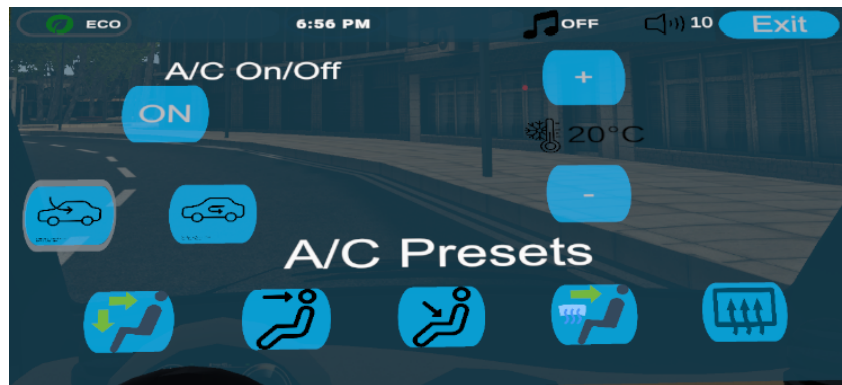 ECO 6:56 PM OFF 10 Exit
A/C On/Off +
ON
20°C
-
A/C Presets